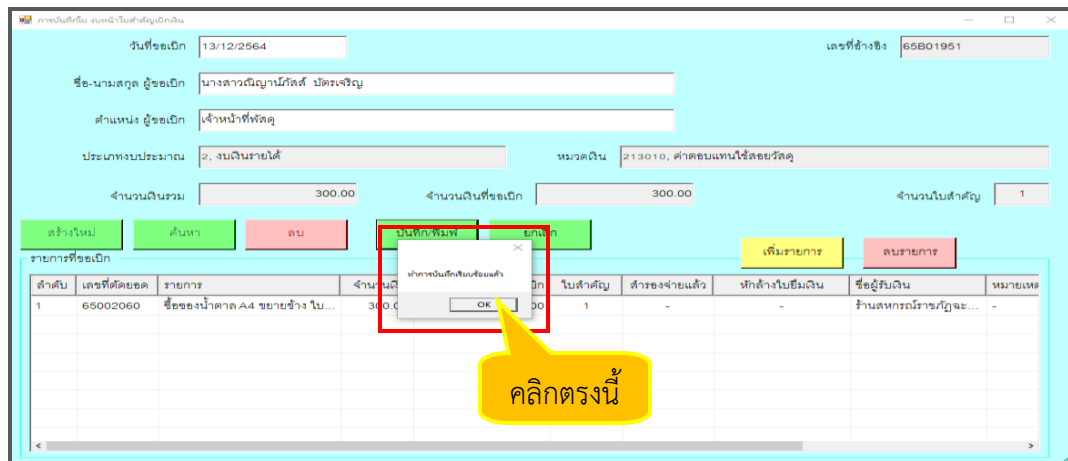 การบันทึกใบ งบหน้าใบสำคัญเบิกเงิน
วันที่ขอเบิก 13/12/2564 เลขที่อ้างอิง 65B01951
ชื่อ-นามสกุล ผู้ขอเบิก นางสาวณิญาน์ภัสส์ บัตรเจริญ
ตำแหน่ง ผู้ขอเบิก เจ้าหน้าที่พัสดุ
ประเภทงบประมาณ 2, งบเงินรายได้ หมวดเงิน 213010, ค่าตอบแทนใช้สอยวัสดุ
จำนวนเงินรวม 300.00 จำนวนเงินที่ขอเบิก 300.00 จำนวนใบสำคัญ 1
สร้างใหม่ ค้นหา ลบ บันทึก/พิมพ์ ยกเลิก
เพิ่มรายการ ลบรายการ
รายการที่ขอเบิก
ทำการบันทึกเรียบร้อยแล้ว
OK
ลำดับ เลขที่ตัดยอด รายการ ใบสำคัญ สำรองจ่ายแล้ว หักล้างใบยืมเงิน ชื่อผู้รับเงิน หมายเหต
1 65002060 ซื้อซองน้ำตาล A4 ขยายข้าง ใบ... 300.0 00 1 - - ร้านสหกรณ์ราชภัฏฉะ... -
คลิกตรงนี้